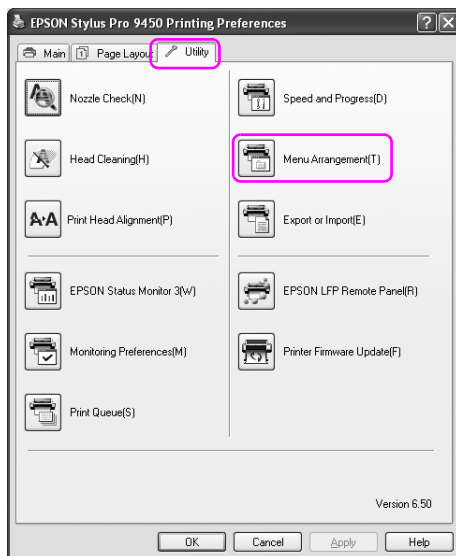 EPSON Stylus Pro 9450 Printing Preferences
Main
1 Page Layout
Utility
Nozzle Check(N)
Speed and Progress(D)
Head Cleaning(H)
Menu Arrangement(T)
A A Print Head Alignment(P)
Export or Import(E)
EPSON Status Monitor 3(W)
EPSON LFP Remote Panel(R)
Monitoring Preferences(M)
Printer Firmware Update(F)
Print Queue(S)
Version 6.50
OK Cancel Apply Help